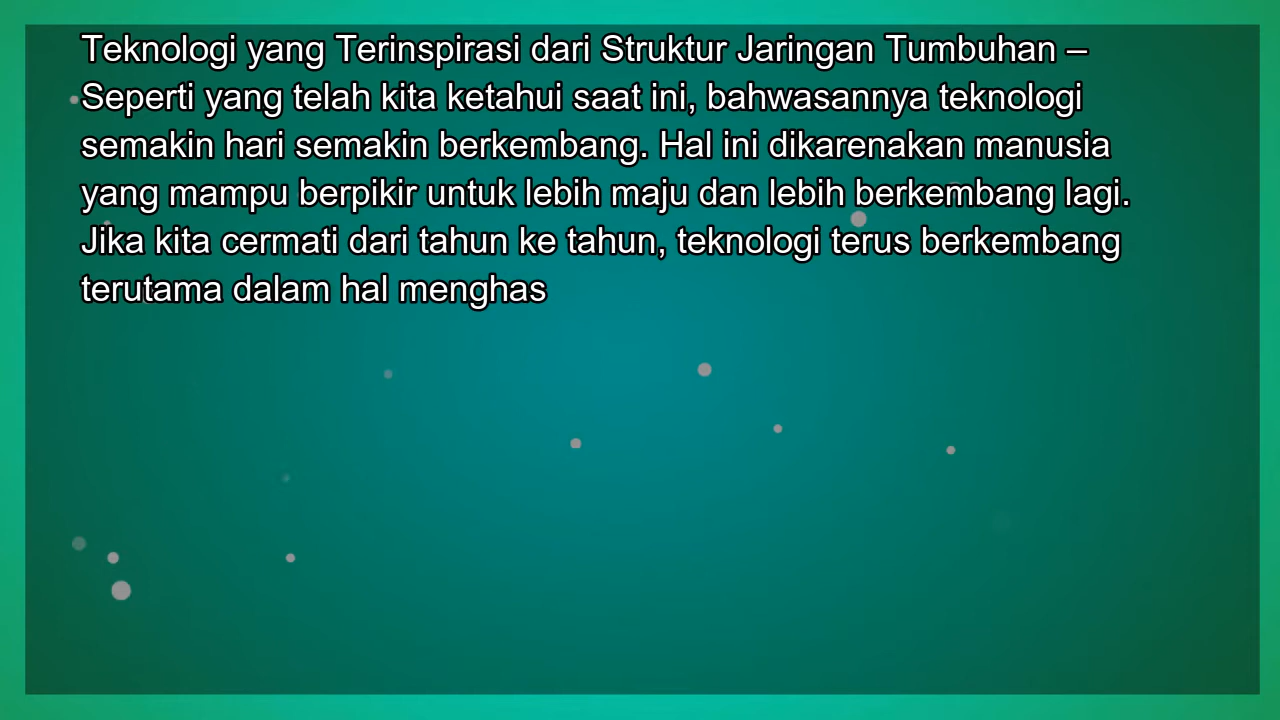 Teknologi yang Terinspirasi dari Struktur Jaringan Tumbuhan –
Seperti yang telah kita ketahui saat ini, bahwasannya teknologi
semakin hari semakin berkembang. Hal ini dikarenakan manusia
yang mampu berpikir untuk lebih maju dan lebih berkembang lagi.
Jika kita cermati dari tahun ke tahun, teknologi terus berkembang
terutama dalam hal menghas